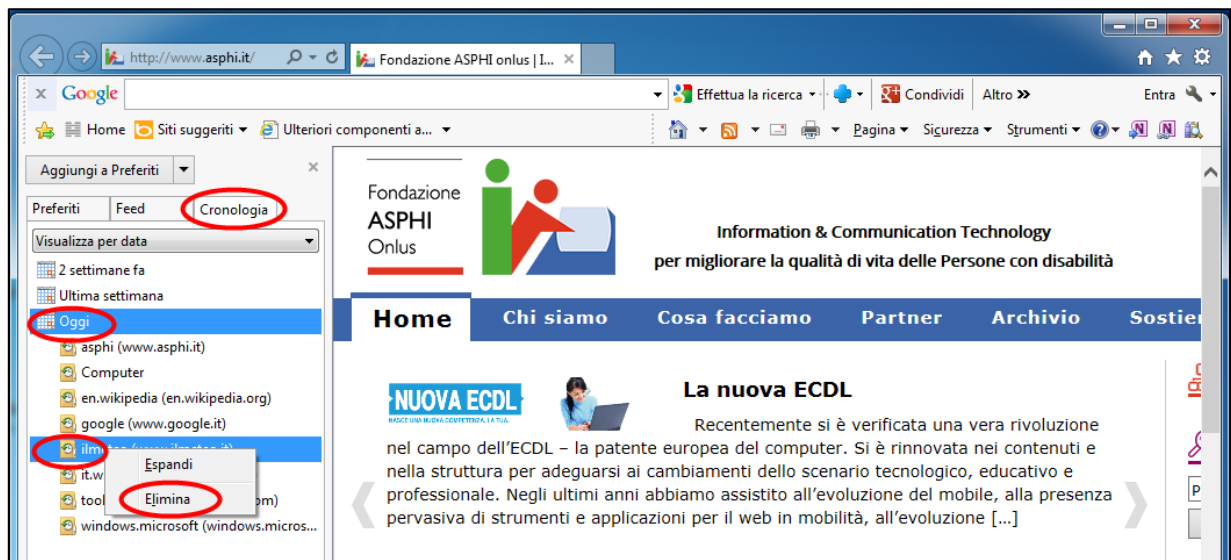 http://www.asphi.it/
Fondazione ASPHI onlus | I...
Google
Effettua la ricerca
Condividi
Altro »
Entra
Home
Siti suggeriti
Ulteriori componenti a...
Pagina
Sicurezza
Strumenti
Aggiungi a Preferiti
Preferiti
Feed
Cronologia
Visualizza per data
2 settimane fa
Ultima settimana
Oggi
asphi (www.asphi.it)
Computer
en.wikipedia (en.wikipedia.org)
google (www.google.it)
Espandi
Elimina
windows.microsoft (windows.micros...
Fondazione
ASPHI
Onlus
Information & Communication Technology
per migliorare la qualità di vita delle Persone con disabilità
Home
Chi siamo
Cosa facciamo
Partner
Archivio
NUOVA ECDL
NASCE UNA NUOVA COMPETENZA. LA TUA.
La nuova ECDL
Recentemente si è verificata una vera rivoluzione
nel campo dell'ECDL – la patente europea del computer. Si è rinnovata nei contenuti e
nella struttura per adeguarsi ai cambiamenti dello scenario tecnologico, educativo e
professionale. Negli ultimi anni abbiamo assistito all'evoluzione del mobile, alla presenza
pervasiva di strumenti e applicazioni per il web in mobilità, all'evoluzione [...]